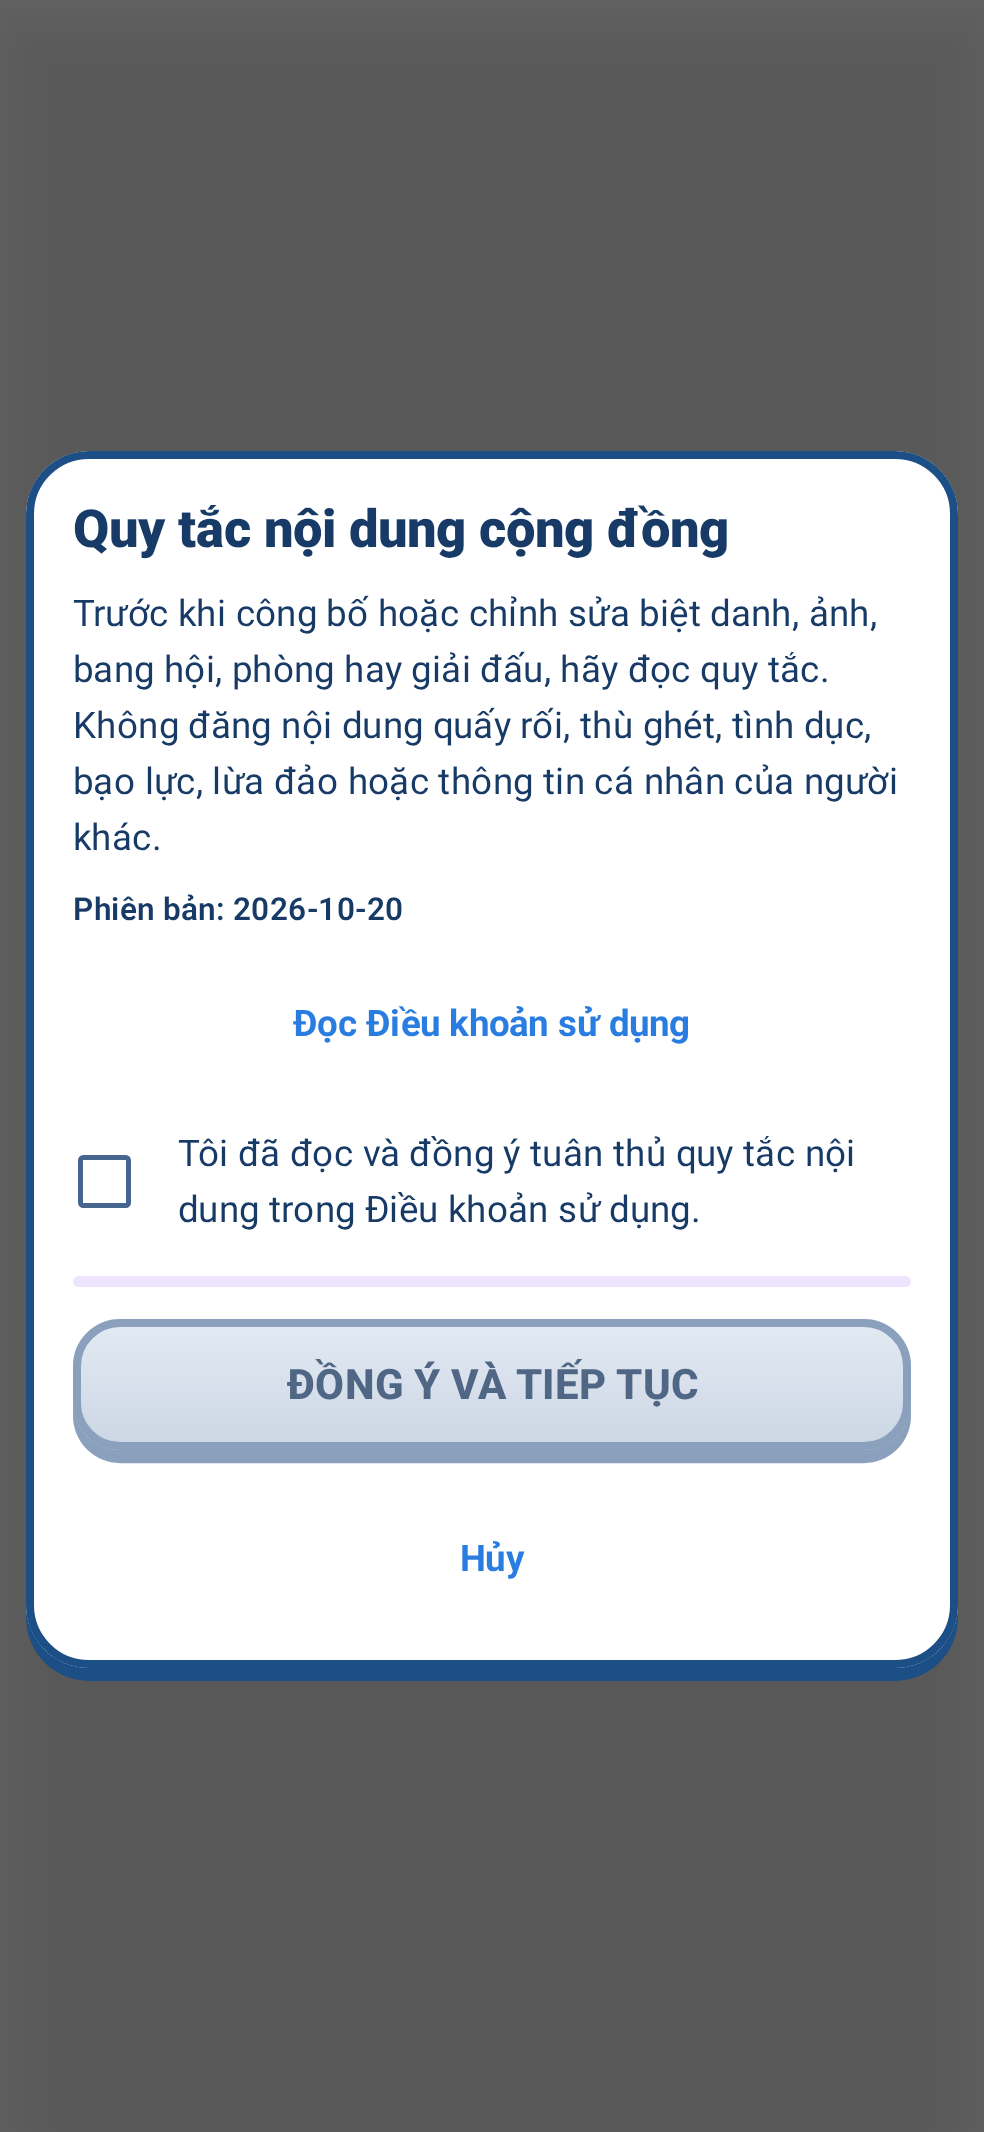 Quy tắc nội dung cộng đồng
Trước khi công bố hoặc chỉnh sửa biệt danh, ảnh,
bang hội, phòng hay giải đấu, hãy đọc quy tắc.
Không đăng nội dung quấy rối, thù ghét, tình dục,
bạo lực, lừa đảo hoặc thông tin cá nhân của người
khác.
Phiên bản: 2026-10-20
Đọc Điều khoản sử dụng
Tôi đã đọc và đồng ý tuân thủ quy tắc nội
dung trong Điều khoản sử dụng.
ĐỒNG Ý VÀ TIẾP TỤC
Hủy